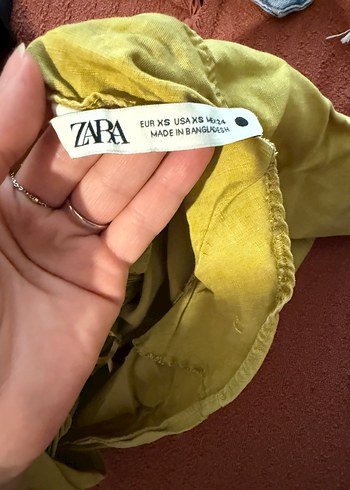 ZARA
EUR XS USA XS MEX 24
MADE IN BANGLADESH